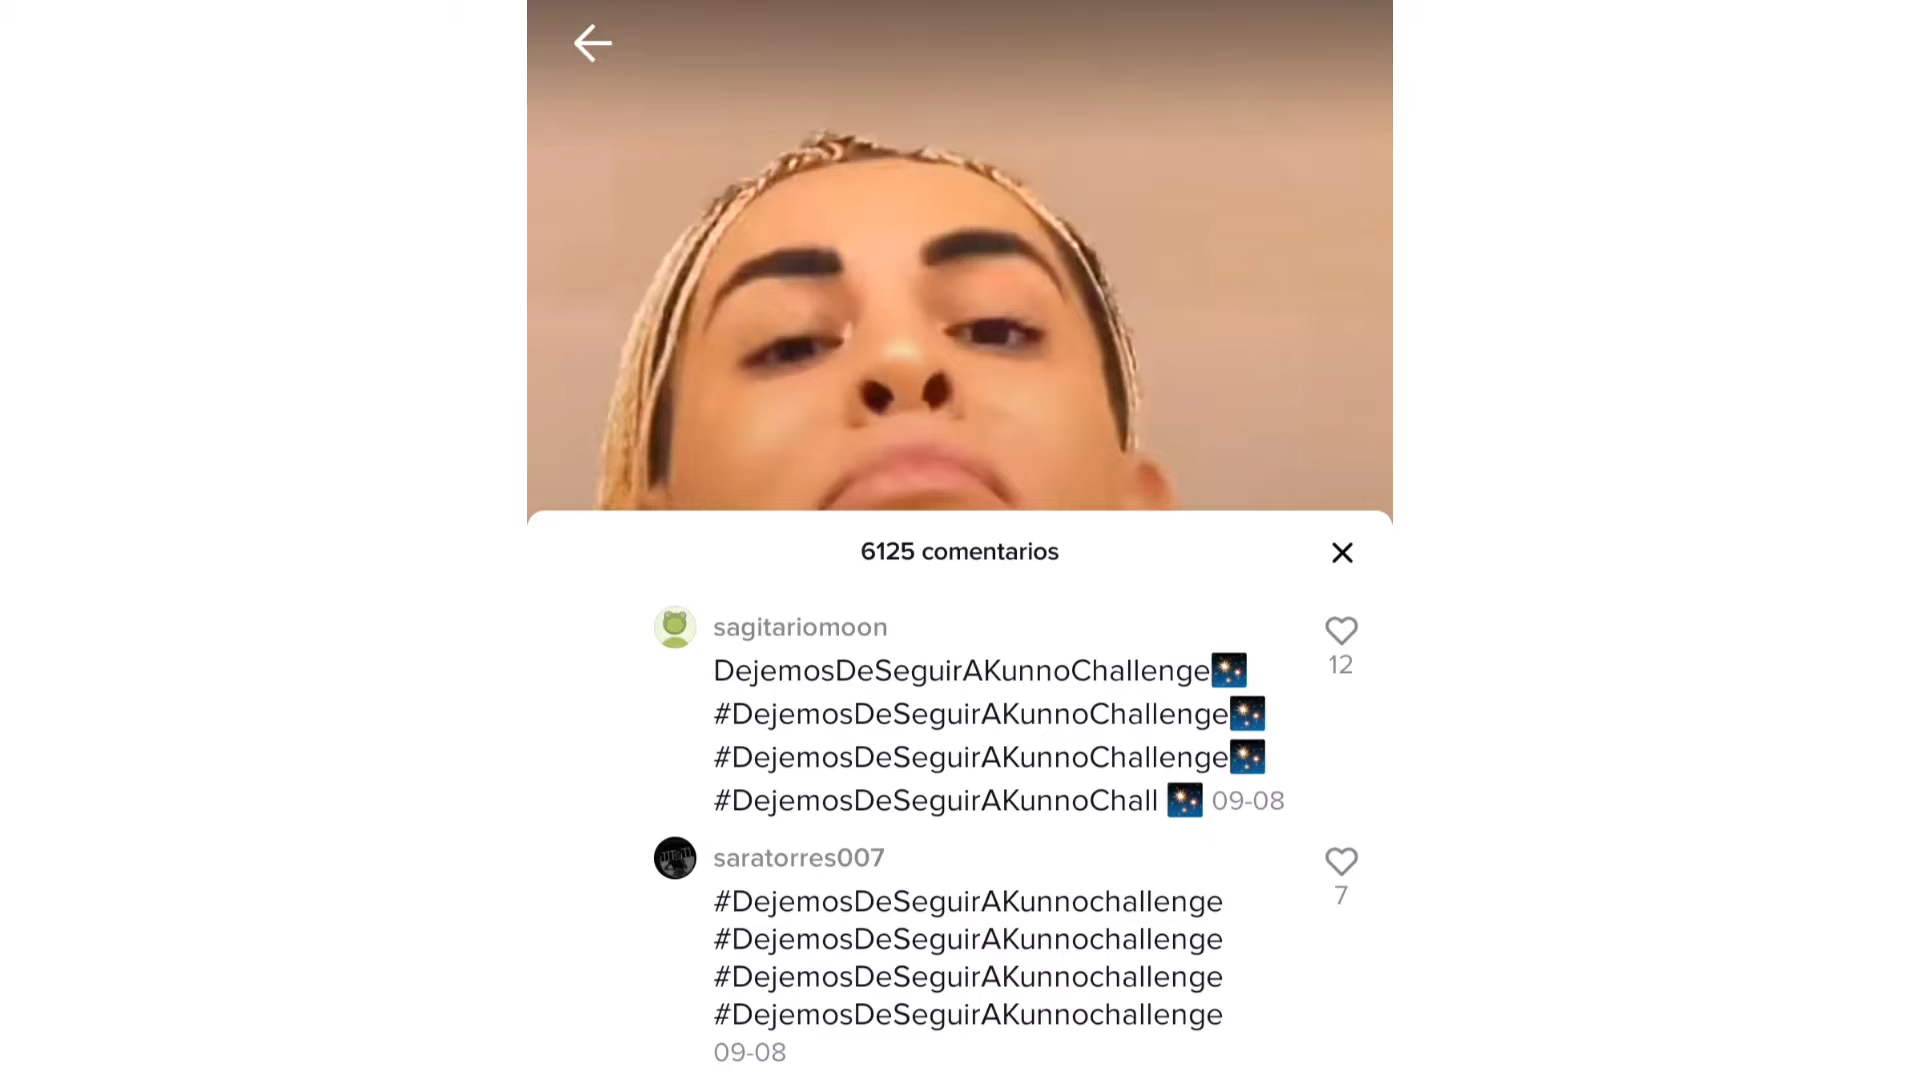 6125 comentarios
sagitariomoon
DejemosDeSeguirAKunnoChallenge🎇
12
#DejemosDeSeguirAKunnoChallenge🎇
#DejemosDeSeguirAKunnoChallenge🎇
#DejemosDeSeguirAKunnoChall 🎇 09-08
saratorres007
#DejemosDeSeguirAKunnochallenge
7
#DejemosDeSeguirAKunnochallenge
#DejemosDeSeguirAKunnochallenge
#DejemosDeSeguirAKunnochallenge
09-08